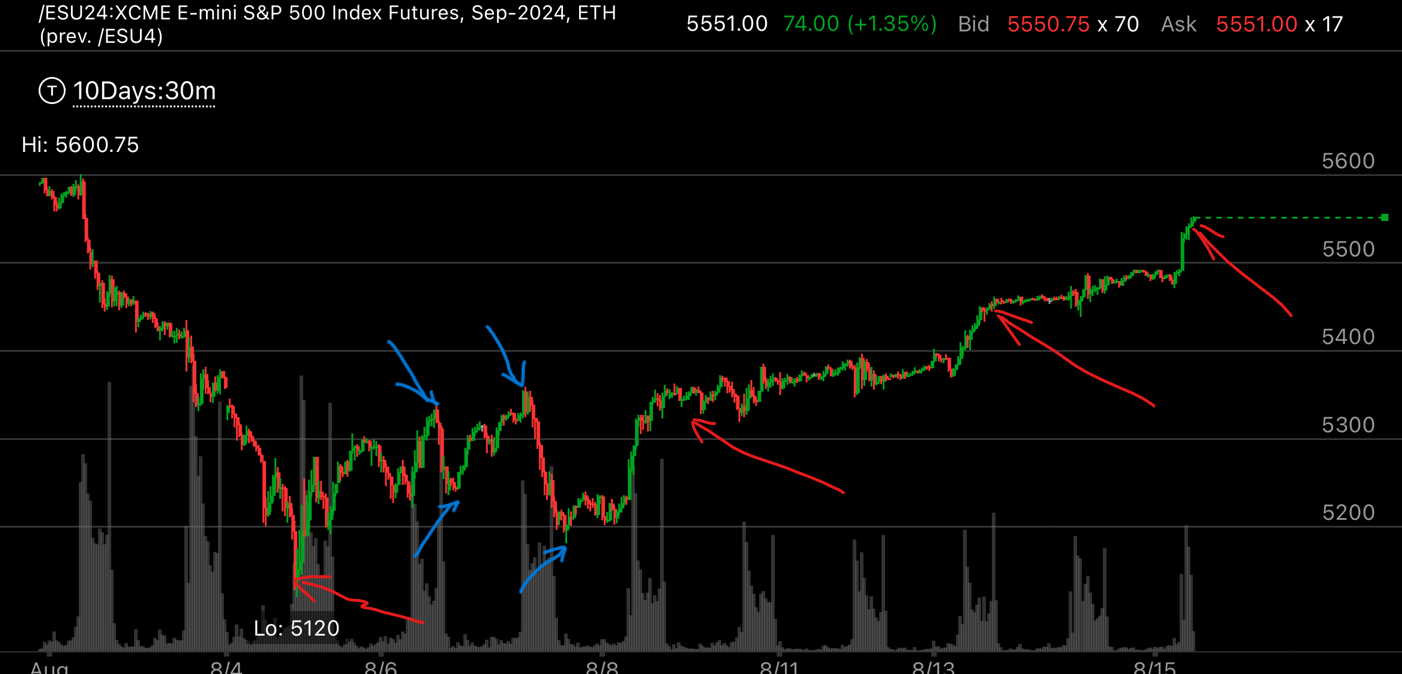 /ESU24:XCME E-mini S&P 500 Index Futures, Sep-2024, ETH
(prev. /ESU4)
5551.00 74.00 (+1.35%) Bid 5550.75 x 70 Ask 5551.00 x 17
T 10Days:30m
Hi: 5600.75
5600
5500
5400
5300
5200
Lo: 5120
Aug 8/4 8/6 8/8 8/11 8/13 8/15